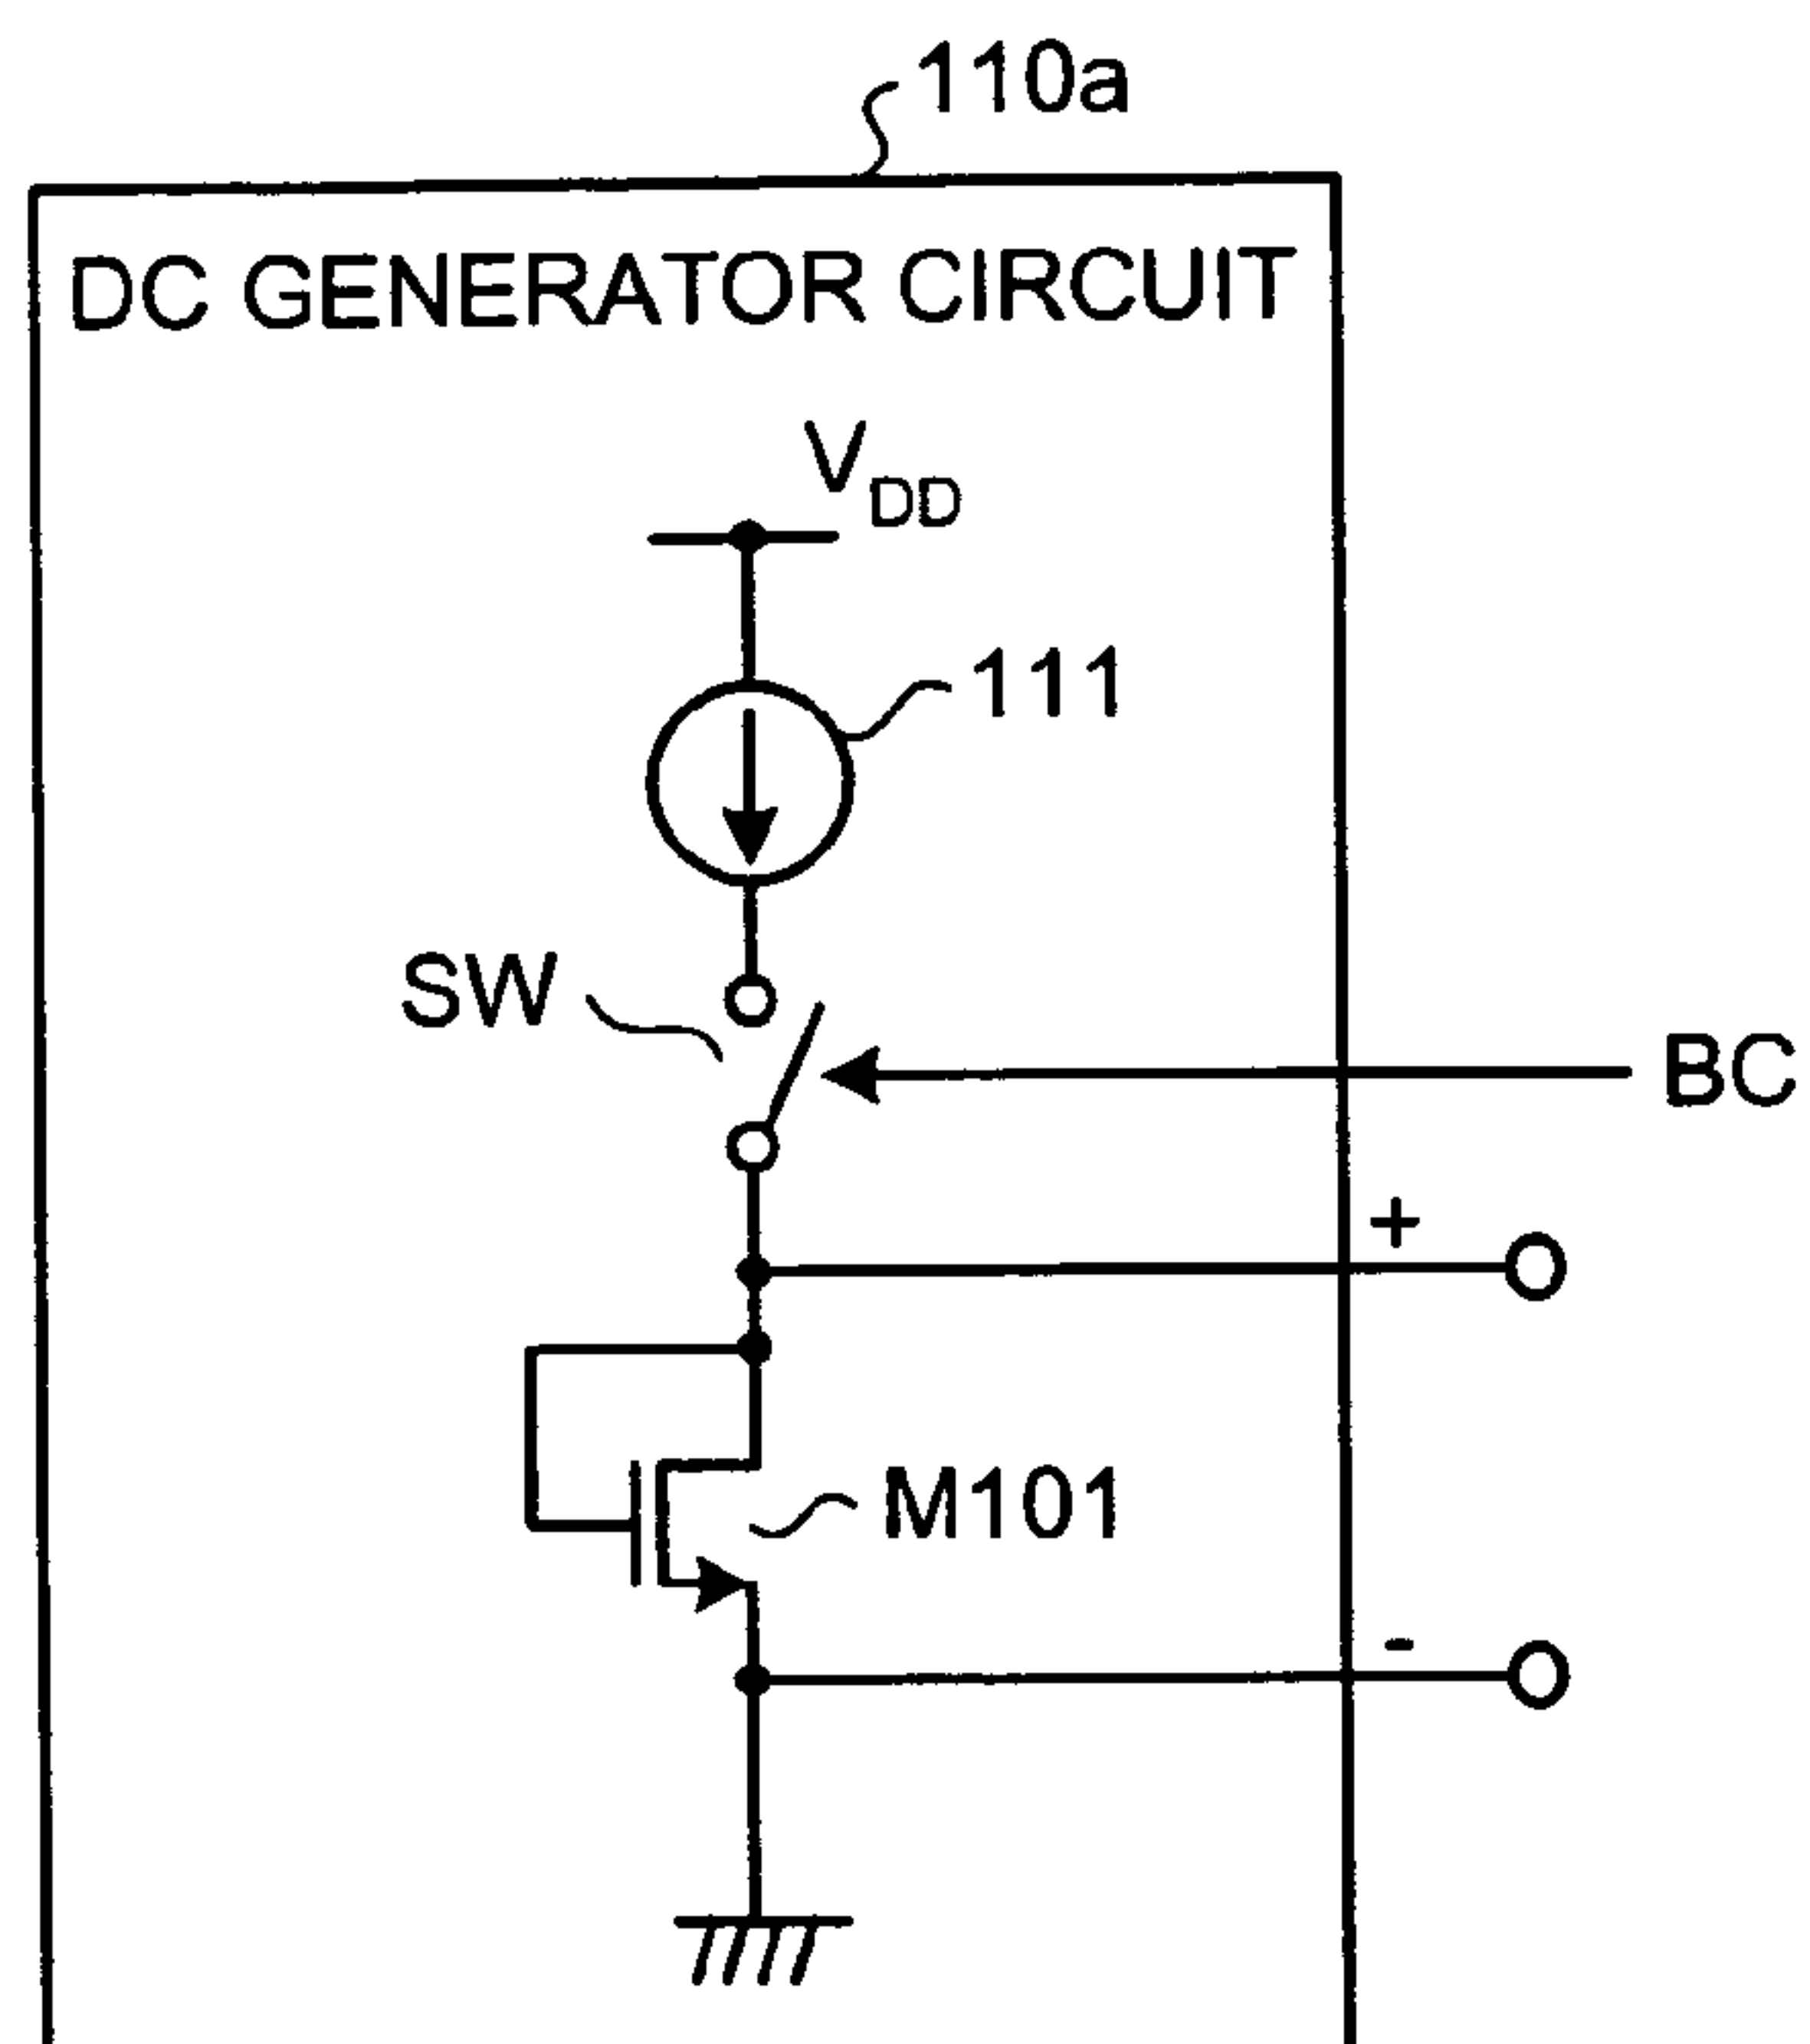 110a
DC GENERATOR CIRCUIT
VDD
111
SW
BC
+
M101
-